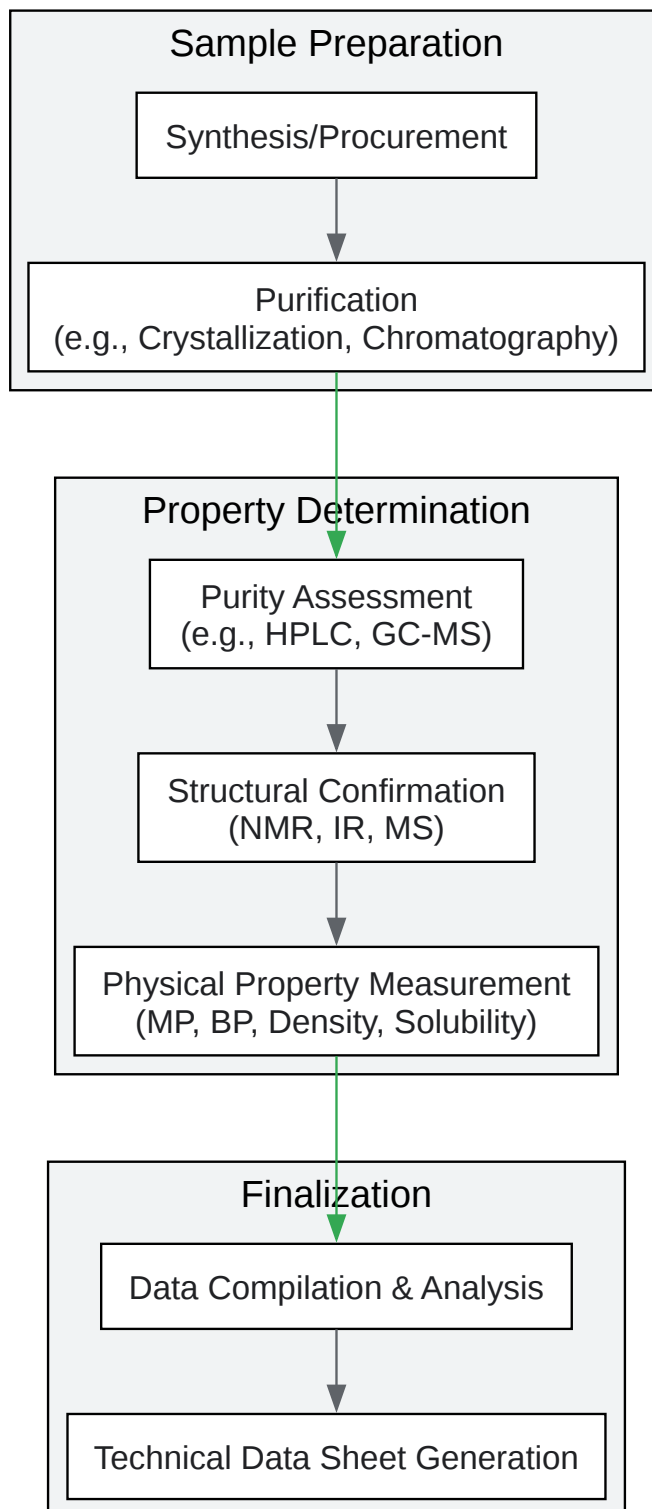 Sample Preparation
Synthesis/Procurement
Purification
(e.g., Crystallization, Chromatography)
Property Determination
Purity Assessment
(e.g., HPLC, GC-MS)
Structural Confirmation
(NMR, IR, MS)
Physical Property Measurement
(MP, BP, Density, Solubility)
Finalization
Data Compilation & Analysis
Technical Data Sheet Generation